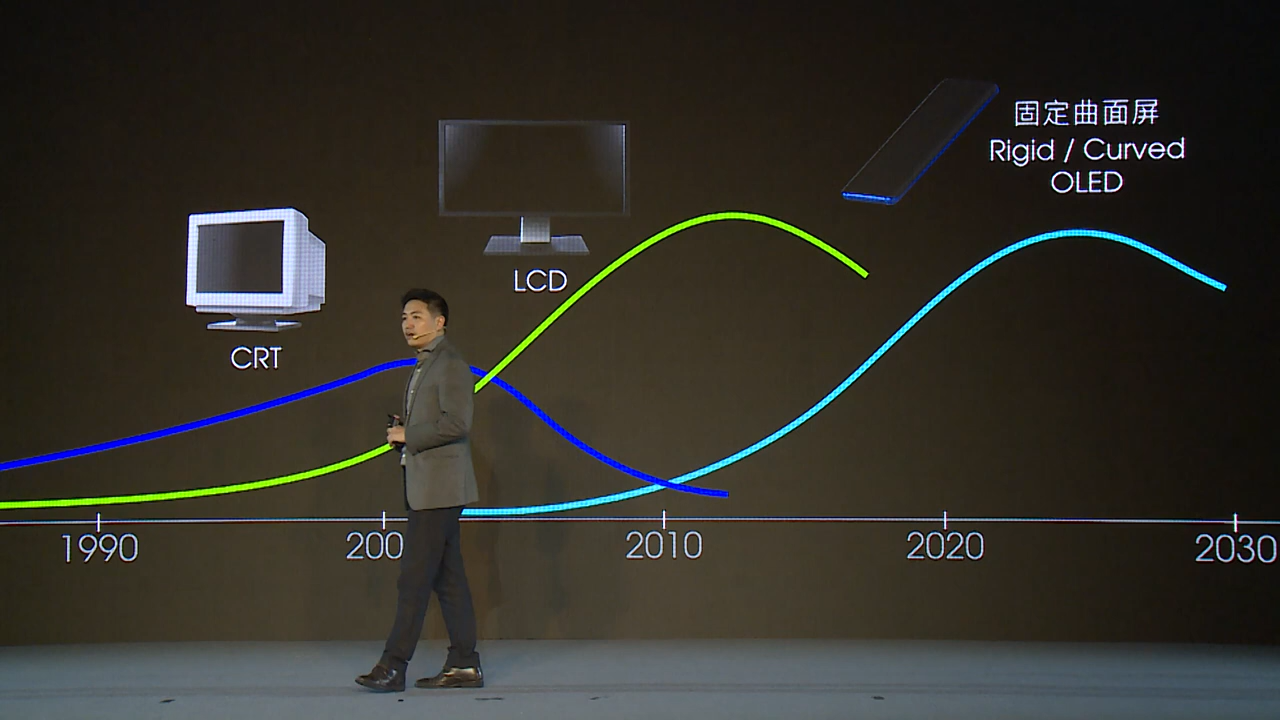 固定曲面屏
Rigid / Curved
OLED
LCD
CRT
1990
200
2010
2020
2030